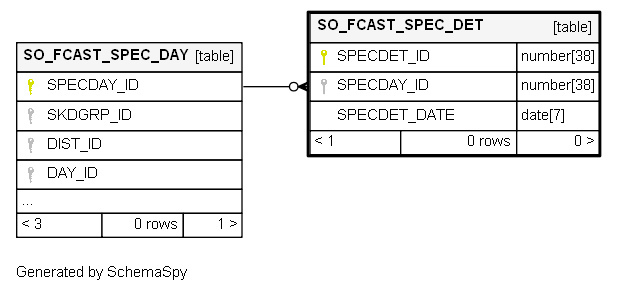 SO_FCAST_SPEC_DET [table]
SPECDET_ID number[38]
SPECDAY_ID number[38]
SPECDET_DATE date[7]
< 1 0 rows 0 >
SO_FCAST_SPEC_DAY [table]
SPECDAY_ID
SKDGRP_ID
DIST_ID
DAY_ID
...
< 3 0 rows 1 >
Generated by SchemaSpy